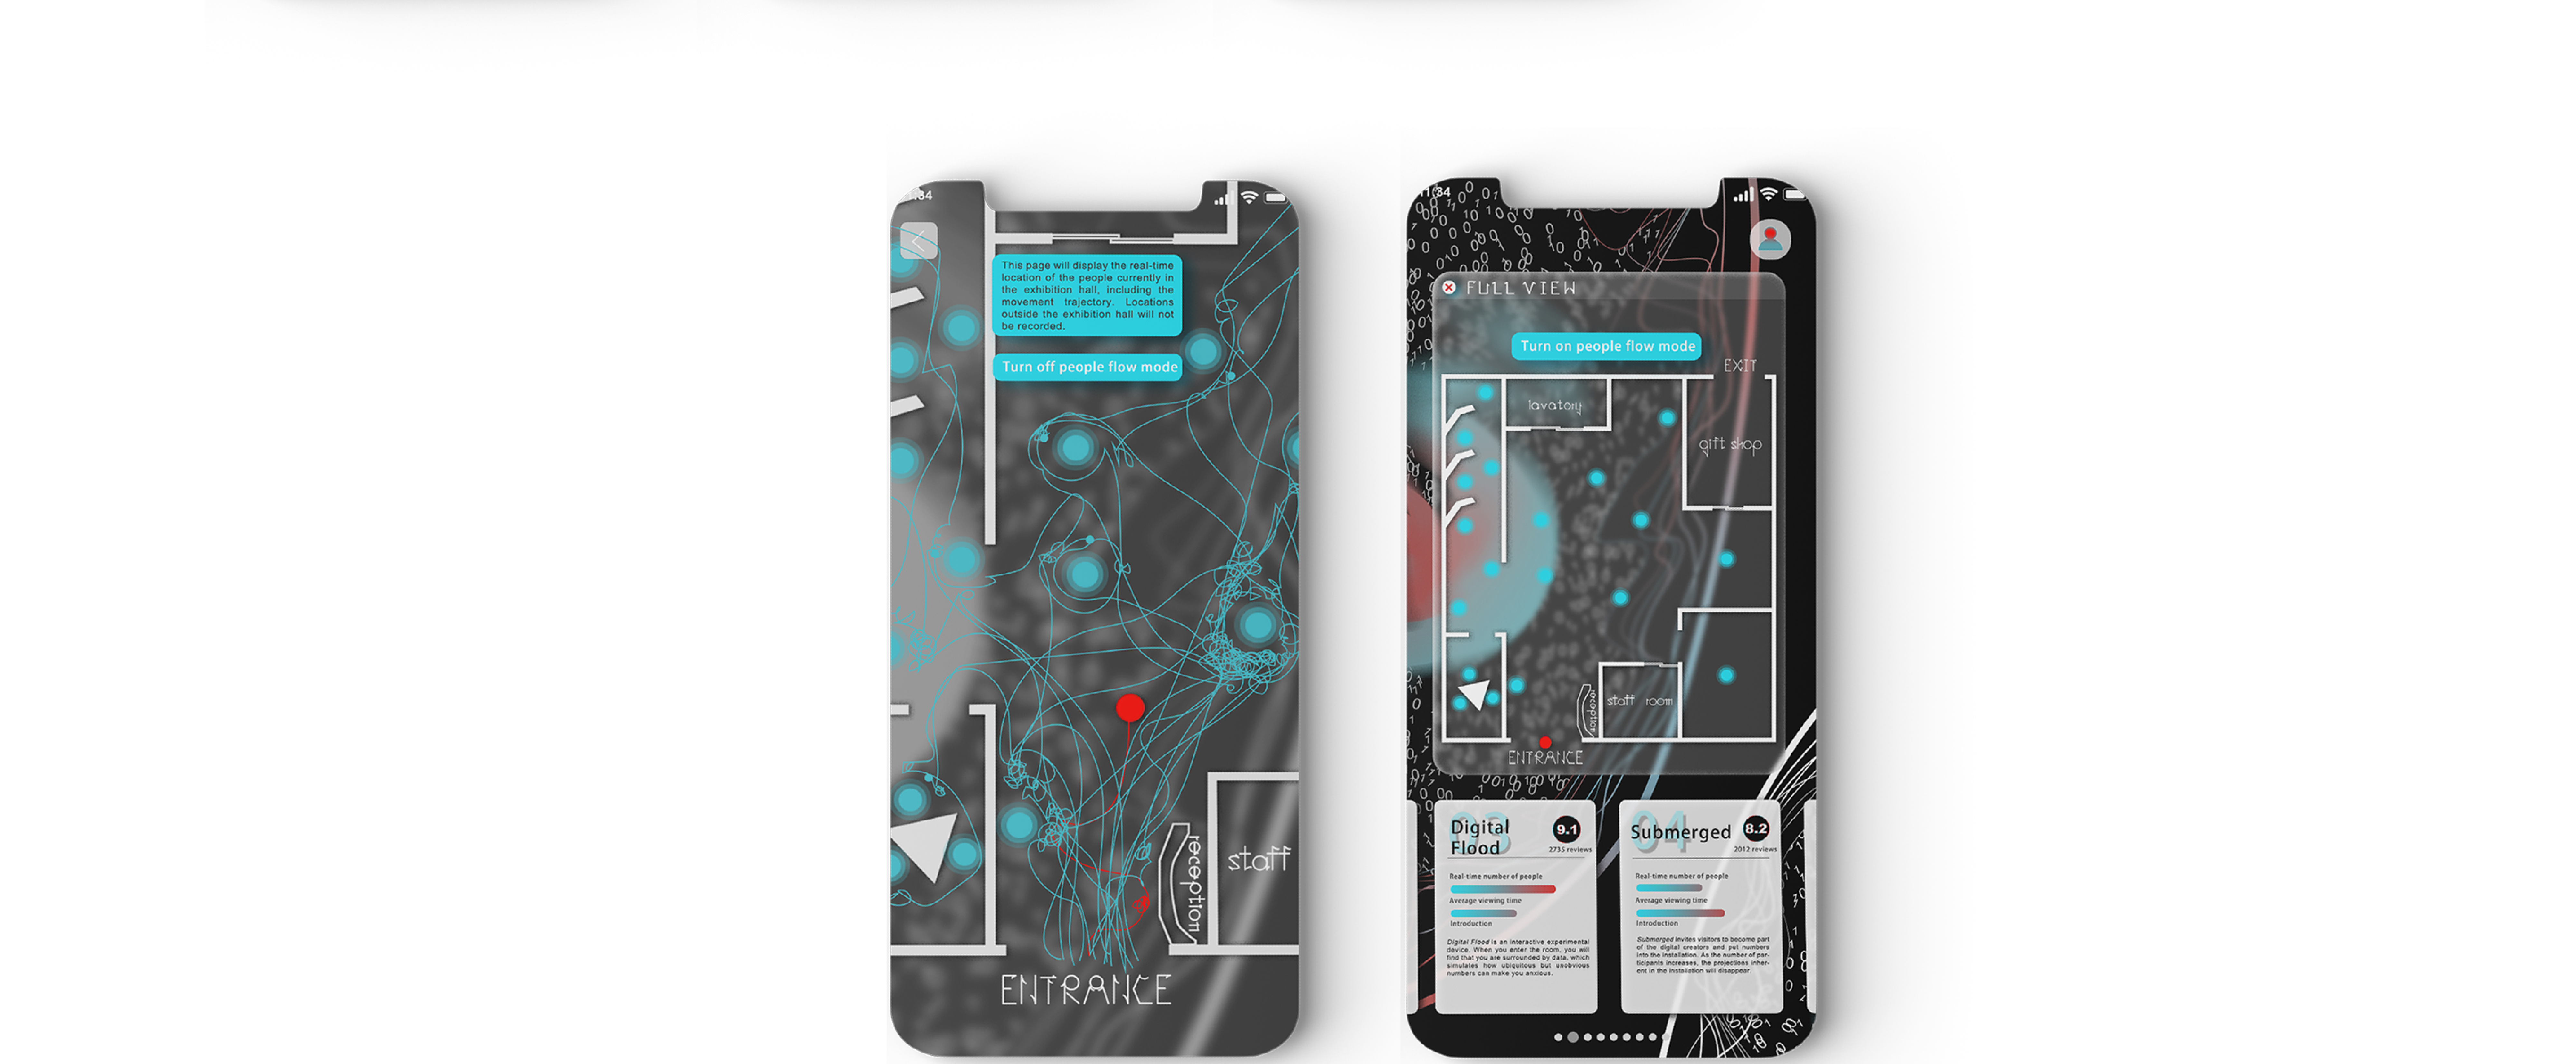 :34
This page will display the real-time
location of the people currently in
the exhibition hall, including the
movement trajectory. Locations
outside the exhibition hall will not
be recorded.
Turn off people flow mode
reception
staff
ENTRANCE
11:34
FULL VIEW
Turn on people flow mode
EXIT
lavatory
gift shop
reception
staff room
ENTRANCE
03
Digital
Flood
9.1
2735 reviews
Real-time number of people
Average viewing time
Introduction
Digital Flood is an interactive experimental
device. When you enter the room, you will
find that you are surrounded by data, which
simulates how ubiquitous but unobvious
numbers can make you anxious.
04
Submerged
8.2
2012 reviews
Real-time number of people
Average viewing time
Introduction
Submerged invites visitors to become part
of the digital creators and put numbers
into the installation. As the number of par-
ticipants increases, the projections inher-
ent in the installation will disappear.